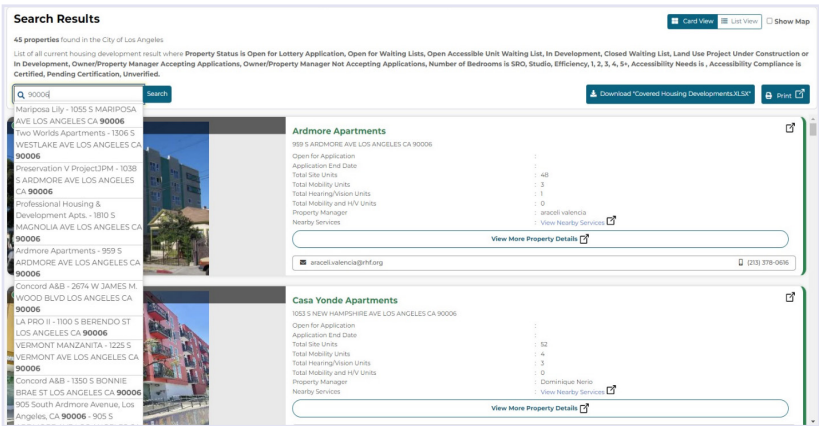 Search Results
Card View List View Show Map
45 properties found in the City of Los Angeles
List of all current housing development result where Property Status is Open for Lottery Application, Open for Waiting Lists, Open Accessible Unit Waiting List, In Development, Closed Waiting List, Land Use Project Under Construction or
In Development, Owner/Property Manager Accepting Applications, Owner/Property Manager Not Accepting Applications, Number of Bedrooms is SRO, Studio, Efficiency, 1, 2, 3, 4, 5+, Accessibility Needs is , Accessibility Compliance is
Certified, Pending Certification, Unverified.
90006 Search
Download "Covered Housing Developments.XLSX" Print
Mariposa Lily - 1055 S MARIPOSA
AVE LOS ANGELES CA 90006
Two Worlds Apartments - 1306 S
WESTLAKE AVE LOS ANGELES CA
90006
Preservation V ProjectJPM - 1038
S ARDMORE AVE LOS ANGELES
CA 90006
Professional Housing &
Development Apts. - 1810 S
MAGNOLIA AVE LOS ANGELES CA
90006
Ardmore Apartments - 959 S
ARDMORE AVE LOS ANGELES CA
90006
Concord A&B - 2674 W JAMES M.
WOOD BLVD LOS ANGELES CA
90006
LA PRO II - 1100 S BERENDO ST
LOS ANGELES CA 90006
VERMONT MANZANITA - 1225 S
VERMONT AVE LOS ANGELES CA
90006
Concord A&B - 1350 S BONNIE
BRAE ST LOS ANGELES CA 90006
905 South Ardmore Avenue, Los
Angeles, CA 90006 - 905 S
Ardmore Apartments
959 S ARDMORE AVE LOS ANGELES CA 90006
Open for Application :
Application End Date :
Total Site Units : 48
Total Mobility Units : 3
Total Hearing/Vision Units : 1
Total Mobility and H/V Units : 0
Property Manager : araceli valencia
Nearby Services : View Nearby Services
View More Property Details
araceli.valencia@rhf.org (213) 378-0616
Casa Yonde Apartments
1053 S NEW HAMPSHIRE AVE LOS ANGELES CA 90006
Open for Application :
Application End Date :
Total Site Units : 52
Total Mobility Units : 4
Total Hearing/Vision Units : 3
Total Mobility and H/V Units : 0
Property Manager : Dominique Nerio
Nearby Services : View Nearby Services
View More Property Details